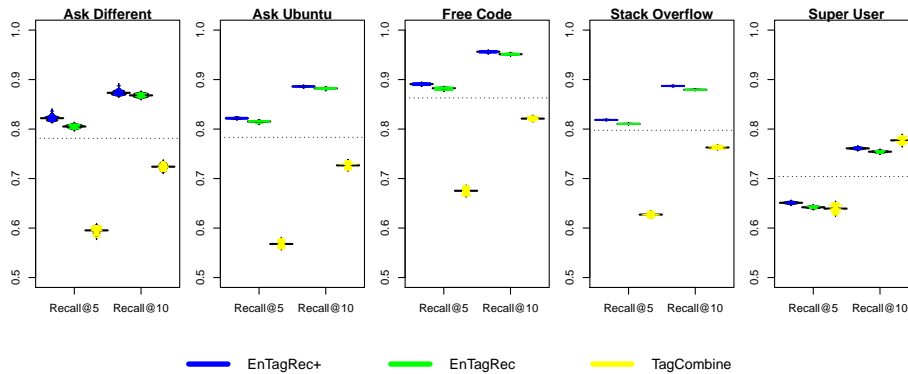 Ask Different
Ask Ubuntu
Free Code
Stack Overflow
Super User
1.0
0.9
0.8
0.7
0.6
0.5
Recall@5
Recall@10
1.0
0.9
0.8
0.7
0.6
0.5
Recall@5
Recall@10
1.0
0.9
0.8
0.7
0.6
0.5
Recall@5
Recall@10
1.0
0.9
0.8
0.7
0.6
0.5
Recall@5
Recall@10
1.0
0.9
0.8
0.7
0.6
0.5
Recall@5
Recall@10
EnTagRec+
EnTagRec
TagCombine